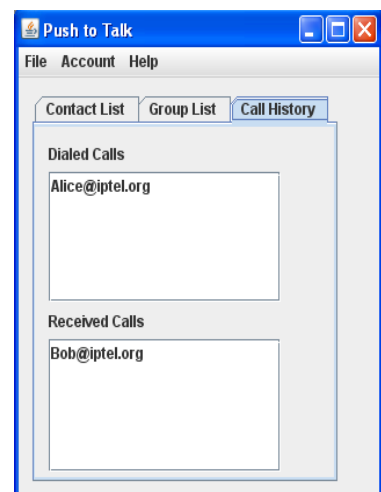 Push to Talk
File Account Help
Contact List Group List Call History
Dialed Calls
Alice@iptel.org
Received Calls
Bob@iptel.org